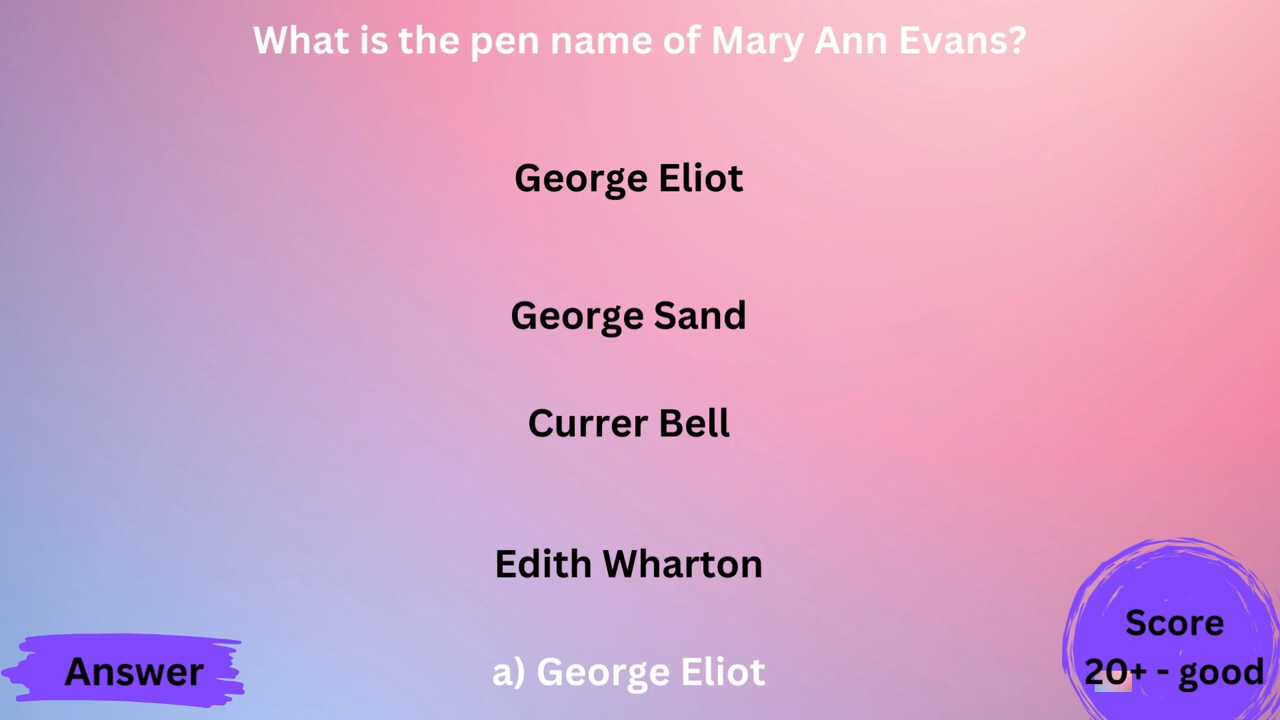 What is the pen name of Mary Ann Evans?
George Eliot
George Sand
Currer Bell
Edith Wharton
Answer
a) George Eliot
Score
20+ - good